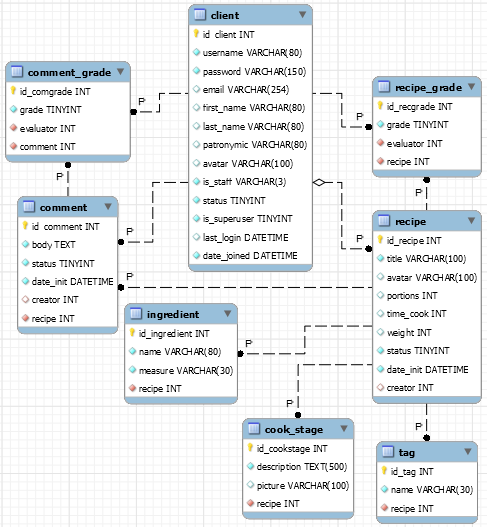 client
id_client INT
username VARCHAR(80)
password VARCHAR(150)
email VARCHAR(254)
first_name VARCHAR(80)
last_name VARCHAR(80)
patronymic VARCHAR(80)
avatar VARCHAR(100)
is_staff VARCHAR(3)
status TINYINT
is_superuser TINYINT
last_login DATETIME
date_joined DATETIME
comment_grade
id_comgrade INT
grade TINYINT
evaluator INT
comment INT
P
P
recipe_grade
id_recgrade INT
grade TINYINT
evaluator INT
recipe INT
P
P
comment
id_comment INT
body TEXT
status TINYINT
date_init DATETIME
creator INT
recipe INT
P
P
P
recipe
id_recipe INT
title VARCHAR(100)
avatar VARCHAR(100)
portions INT
time_cook INT
weight INT
status TINYINT
date_init DATETIME
creator INT
ingredient
id_ingredient INT
name VARCHAR(80)
measure VARCHAR(30)
recipe INT
P
P
P
cook_stage
id_cookstage INT
description TEXT(500)
picture VARCHAR(100)
recipe INT
tag
id_tag INT
name VARCHAR(30)
recipe INT